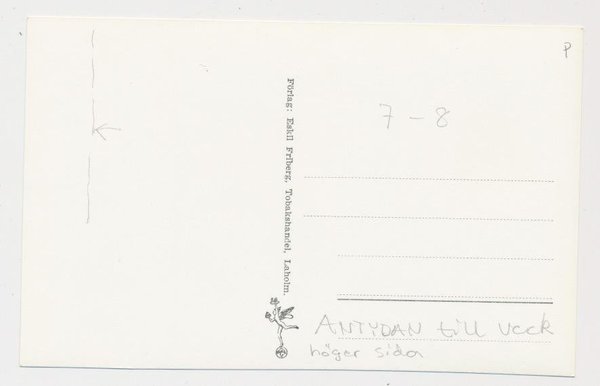 P
7 - 8
Förlag: Eskil Friberg, Tobakshandel, Laholm.
ANTYDAN till veck
höger sida